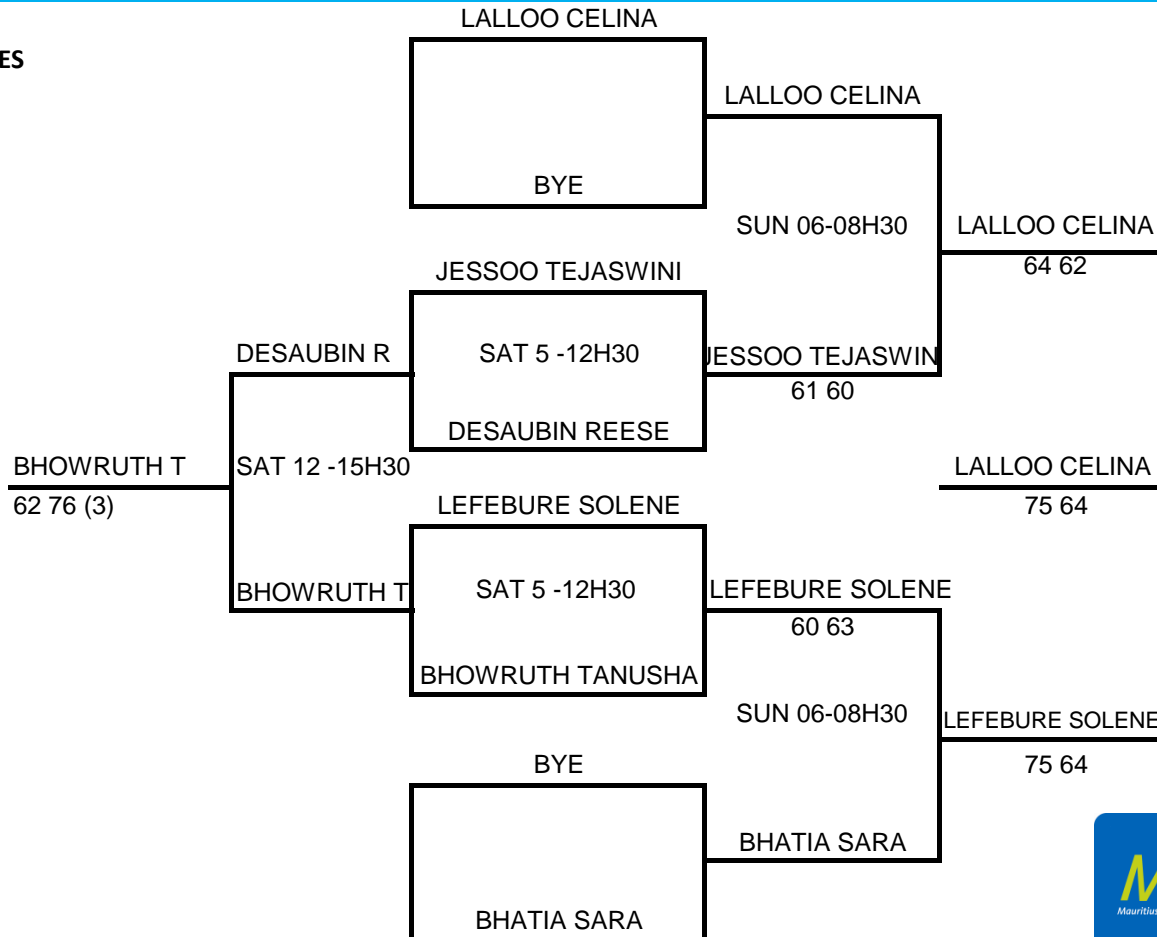 LALLOO CELINA
ES
LALLOO CELINA
BYE
SUN 06-08H30
LALLOO CELINA
64 62
JESSOO TEJASWINI
DESAUBIN R
SAT 5 -12H30
JESSOO TEJASWIN
61 60
DESAUBIN REESE
BHOWRUTH T
SAT 12 -15H30
LALLOO CELINA
62 76 (3)
75 64
LEFEBURE SOLENE
BHOWRUTH T
SAT 5 -12H30
LEFEBURE SOLENE
60 63
BHOWRUTH TANUSHA
SUN 06-08H30
LEFEBURE SOLENE
BYE
75 64
BHATIA SARA
M
Mauritius
BHATIA SARA